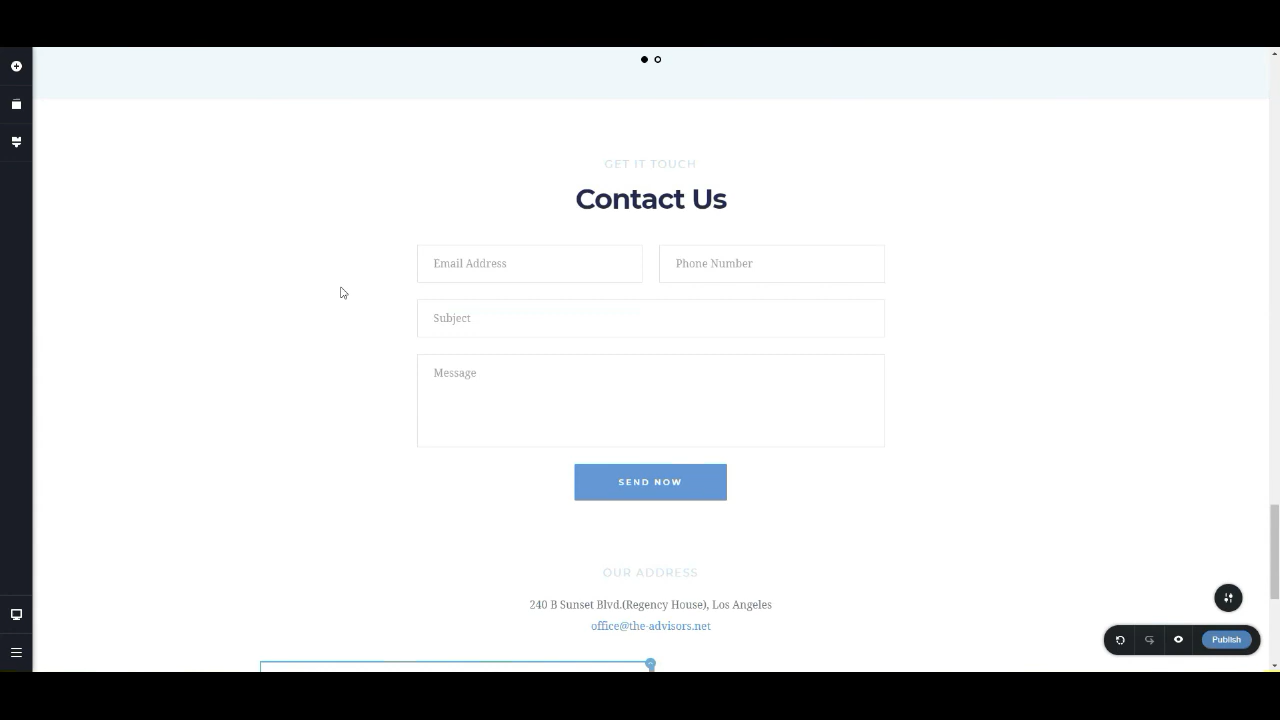 GET IT TOUCH
Contact Us
Email Address
Phone Number
Subject
Message
SEND NOW
OUR ADDRESS
240 B Sunset Blvd.(Regency House), Los Angeles
office@the-advisors.net
Publish